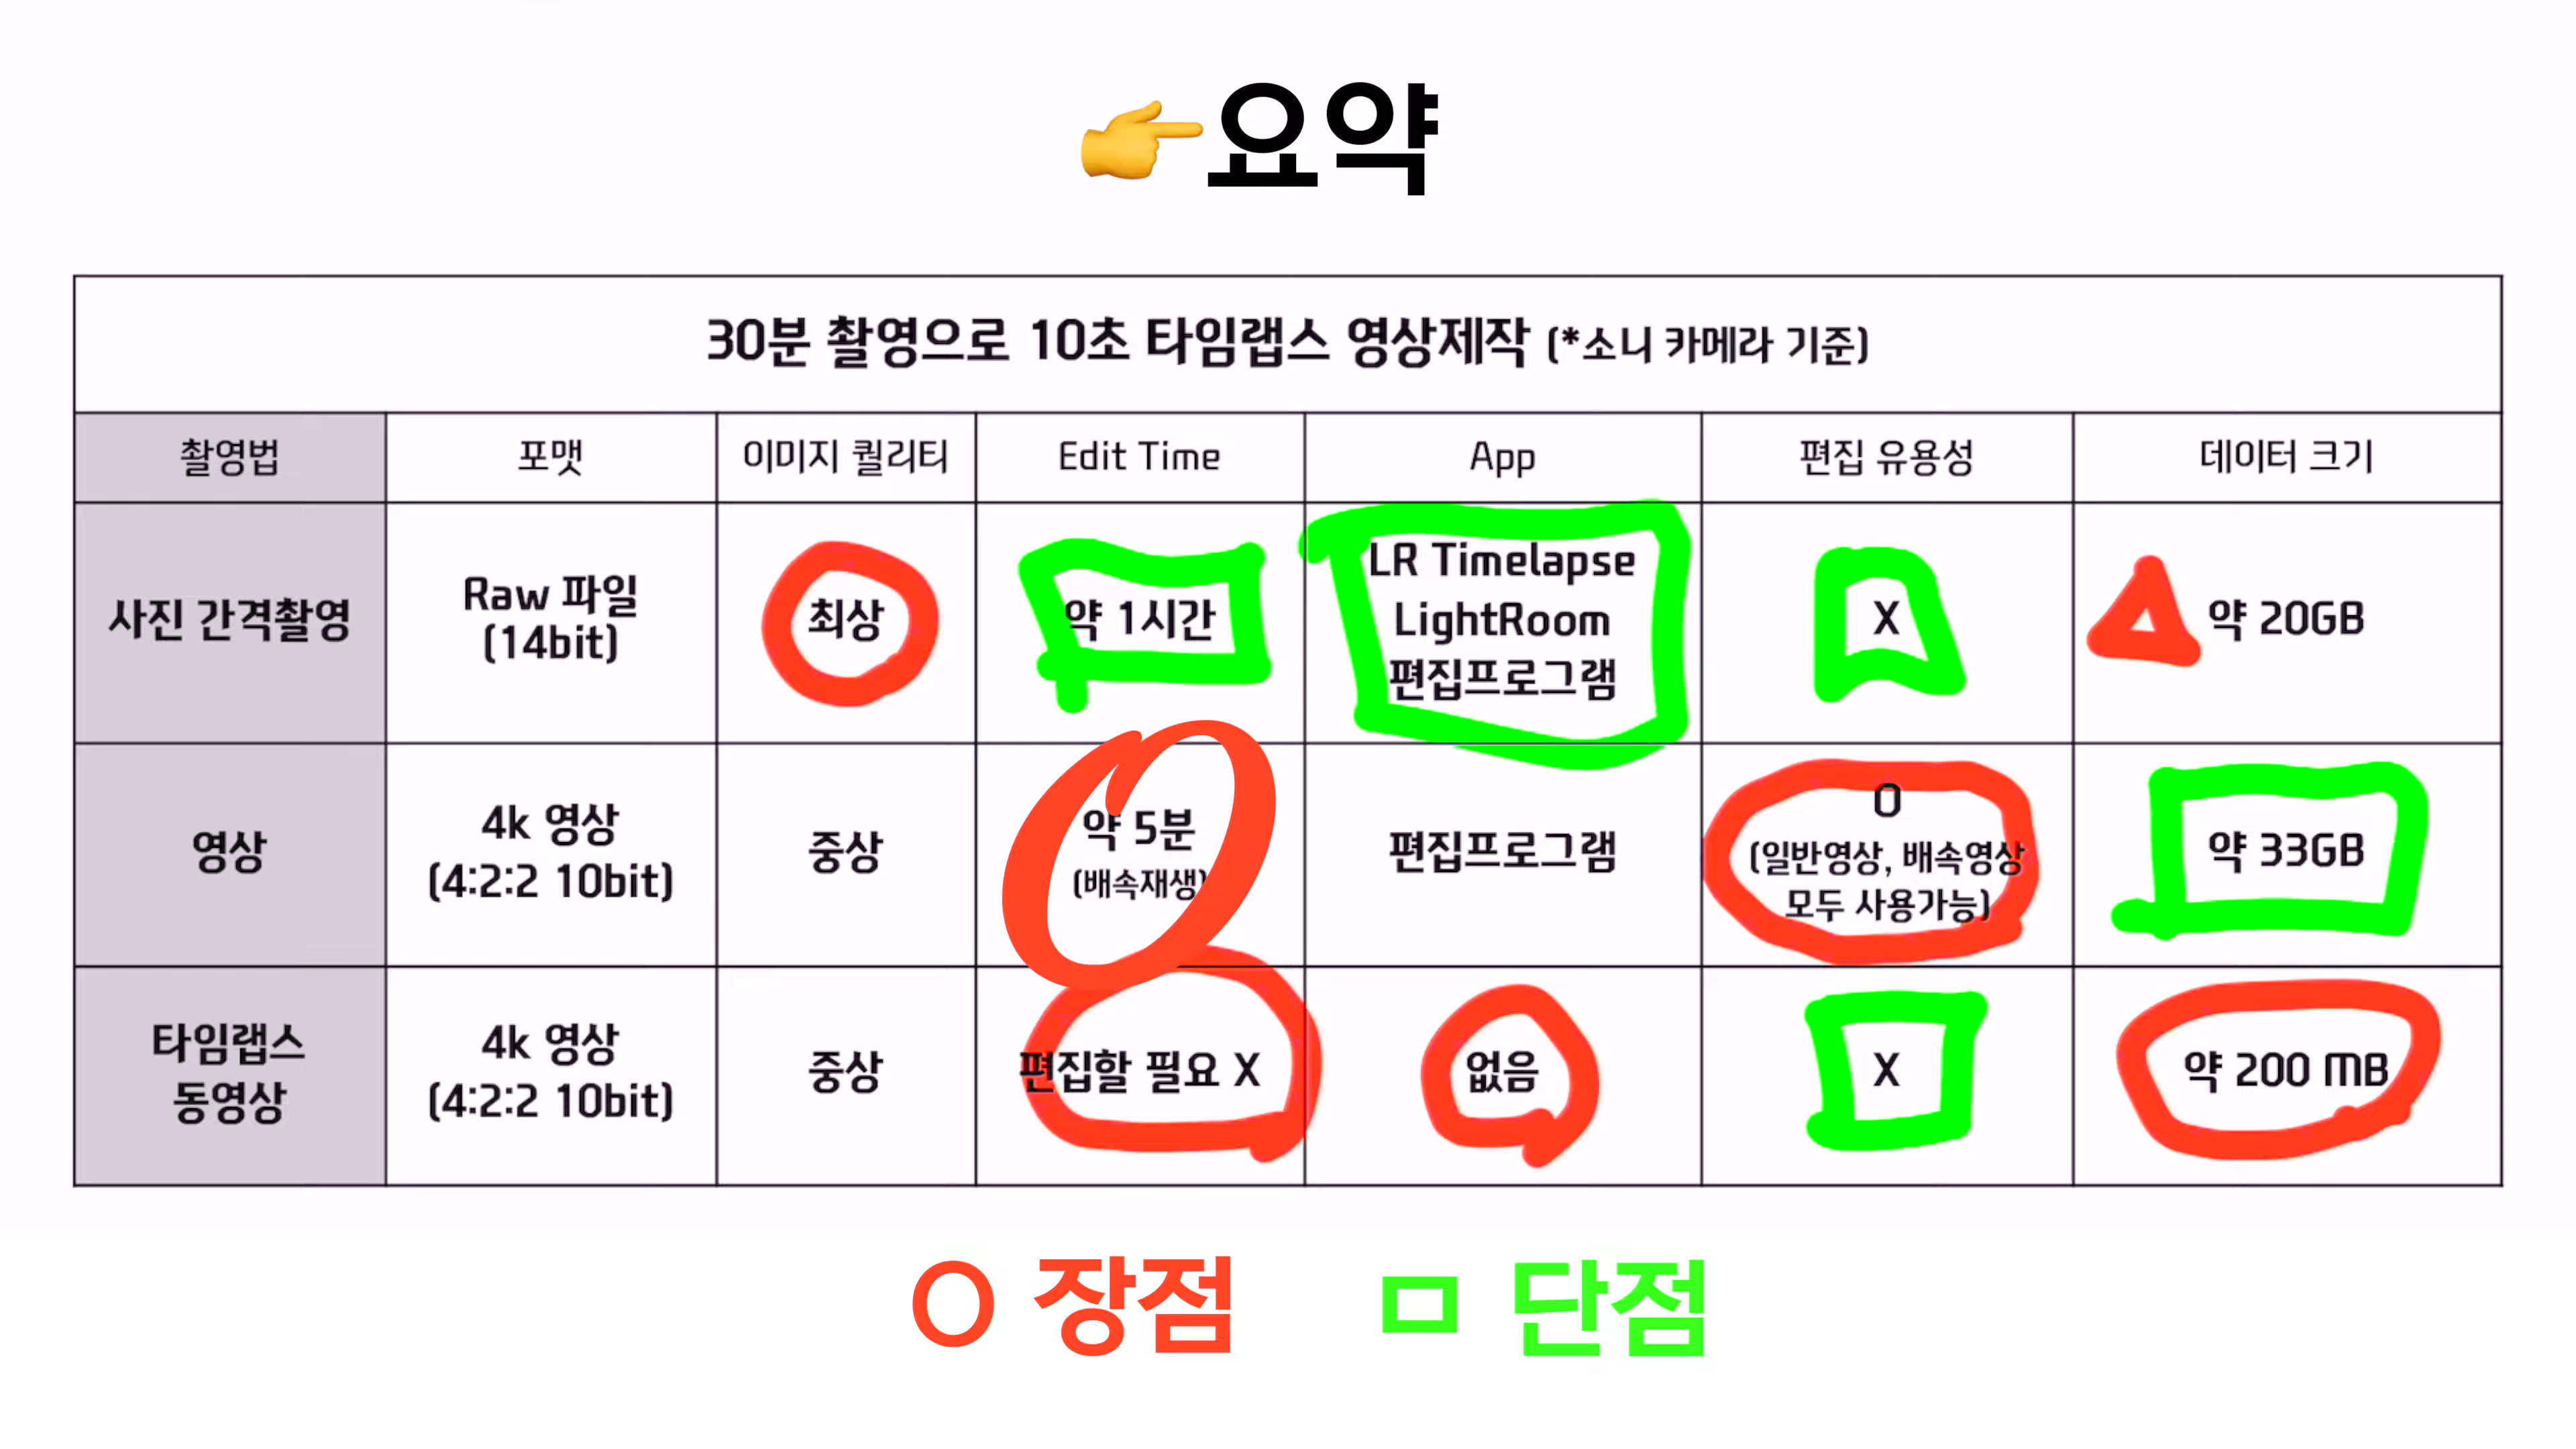 👉요약
30분 촬영으로 10초 타임랩스 영상제작 (*소니 카메라 기준)
촬영법 포맷 이미지 퀄리티 Edit Time App 편집 유용성 데이터 크기
사진 간격촬영
Raw 파일
(14bit)
최상
약 1시간
LR Timelapse
LightRoom
편집프로그램
X
약 20GB
영상
4k 영상
(4:2:2 10bit)
중상
약 5분
(배속재생)
편집프로그램
O
(일반영상, 배속영상
모두 사용가능)
약 33GB
타임랩스
동영상
4k 영상
(4:2:2 10bit)
중상
편집할 필요 X
없음
X
약 200 MB
O 장점 ㅁ 단점